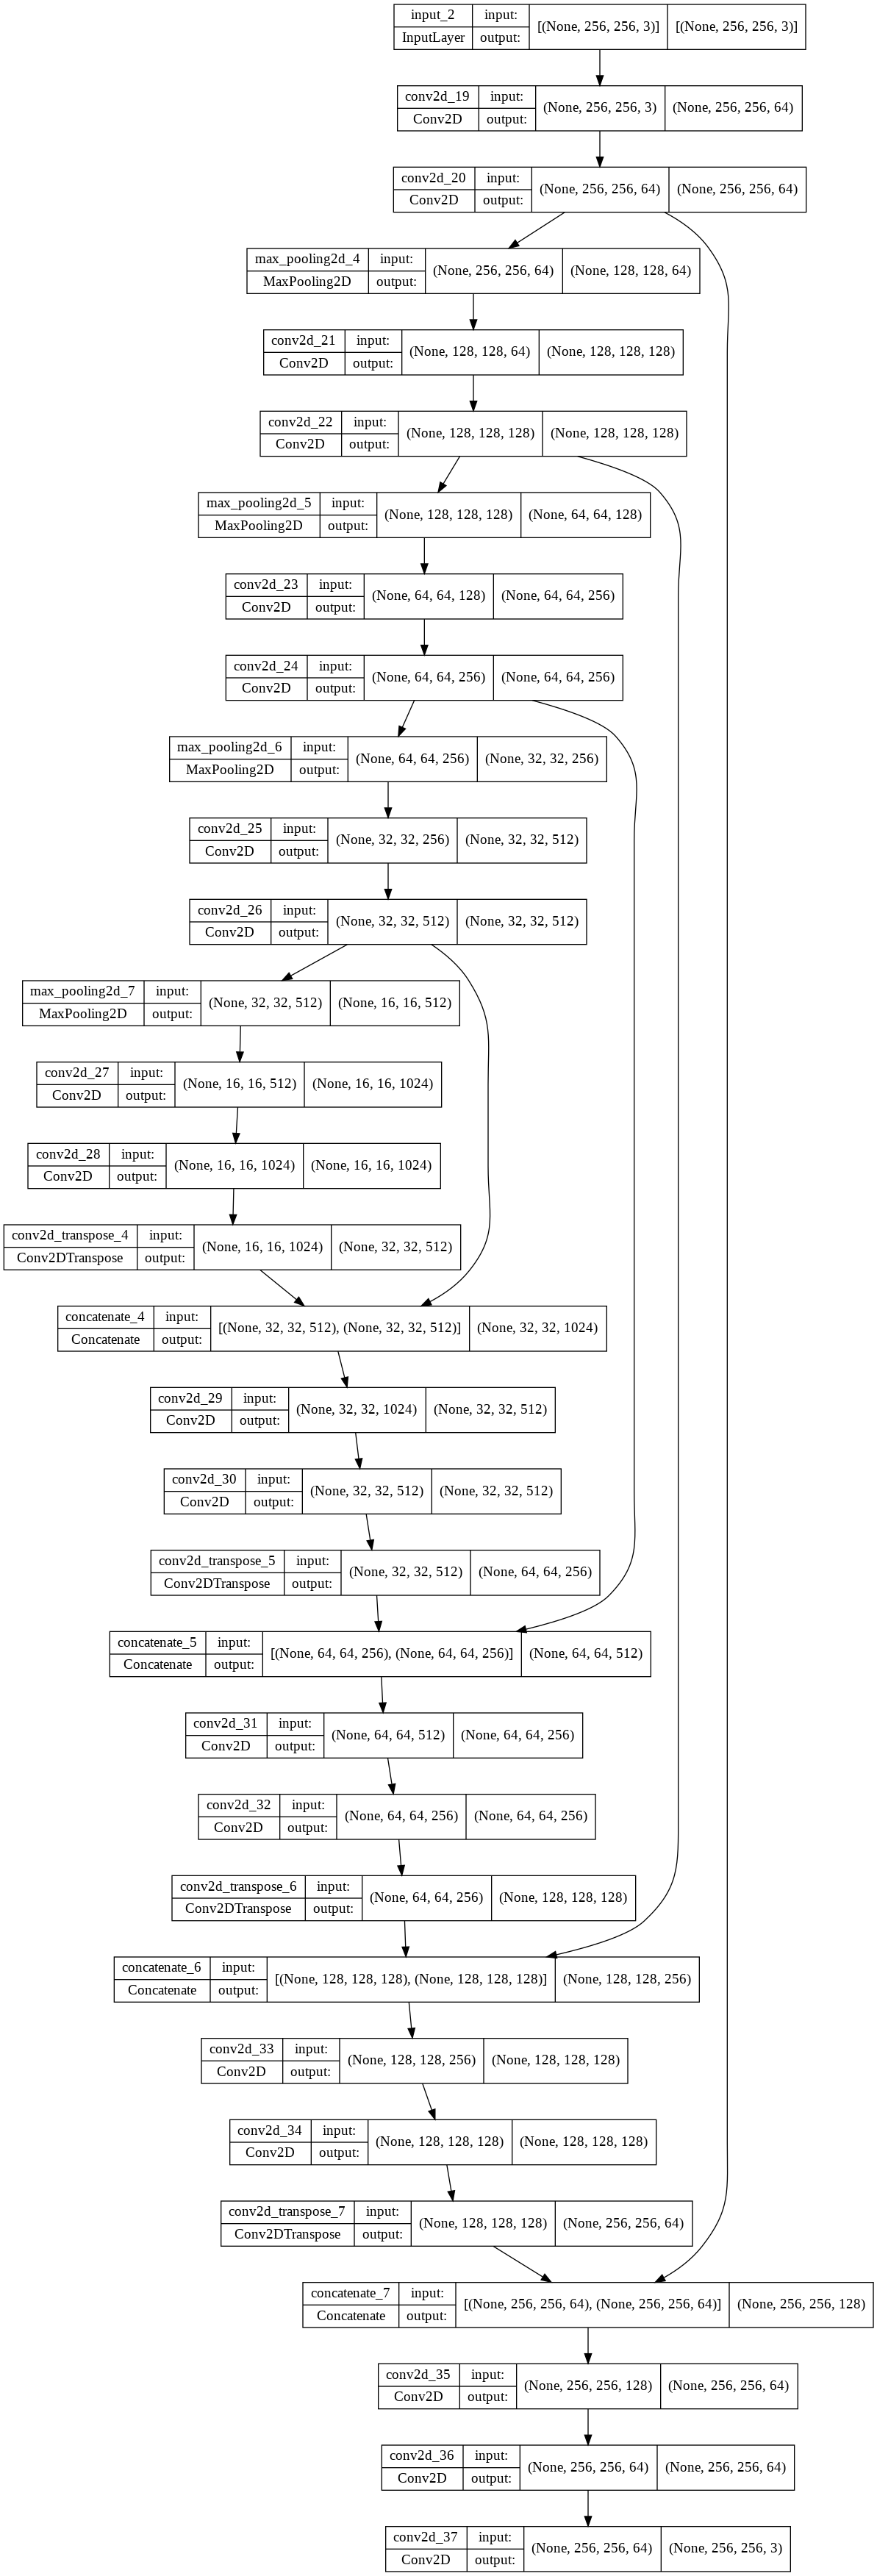 input_2 input: [(None, 256, 256, 3)] [(None, 256, 256, 3)]
InputLayer output:
conv2d_19 input: (None, 256, 256, 3) (None, 256, 256, 64)
Conv2D output:
conv2d_20 input: (None, 256, 256, 64) (None, 256, 256, 64)
Conv2D output:
max_pooling2d_4 input: (None, 256, 256, 64) (None, 128, 128, 64)
MaxPooling2D output:
conv2d_21 input: (None, 128, 128, 64) (None, 128, 128, 128)
Conv2D output:
conv2d_22 input: (None, 128, 128, 128) (None, 128, 128, 128)
Conv2D output:
max_pooling2d_5 input: (None, 128, 128, 128) (None, 64, 64, 128)
MaxPooling2D output:
conv2d_23 input: (None, 64, 64, 128) (None, 64, 64, 256)
Conv2D output:
conv2d_24 input: (None, 64, 64, 256) (None, 64, 64, 256)
Conv2D output:
max_pooling2d_6 input: (None, 64, 64, 256) (None, 32, 32, 256)
MaxPooling2D output:
conv2d_25 input: (None, 32, 32, 256) (None, 32, 32, 512)
Conv2D output:
conv2d_26 input: (None, 32, 32, 512) (None, 32, 32, 512)
Conv2D output:
max_pooling2d_7 input: (None, 32, 32, 512) (None, 16, 16, 512)
MaxPooling2D output:
conv2d_27 input: (None, 16, 16, 512) (None, 16, 16, 1024)
Conv2D output:
conv2d_28 input: (None, 16, 16, 1024) (None, 16, 16, 1024)
Conv2D output:
conv2d_transpose_4 input: (None, 16, 16, 1024) (None, 32, 32, 512)
Conv2DTranspose output:
concatenate_4 input: [(None, 32, 32, 512), (None, 32, 32, 512)] (None, 32, 32, 1024)
Concatenate output:
conv2d_29 input: (None, 32, 32, 1024) (None, 32, 32, 512)
Conv2D output:
conv2d_30 input: (None, 32, 32, 512) (None, 32, 32, 512)
Conv2D output:
conv2d_transpose_5 input: (None, 32, 32, 512) (None, 64, 64, 256)
Conv2DTranspose output:
concatenate_5 input: [(None, 64, 64, 256), (None, 64, 64, 256)] (None, 64, 64, 512)
Concatenate output:
conv2d_31 input: (None, 64, 64, 512) (None, 64, 64, 256)
Conv2D output:
conv2d_32 input: (None, 64, 64, 256) (None, 64, 64, 256)
Conv2D output:
conv2d_transpose_6 input: (None, 64, 64, 256) (None, 128, 128, 128)
Conv2DTranspose output:
concatenate_6 input: [(None, 128, 128, 128), (None, 128, 128, 128)] (None, 128, 128, 256)
Concatenate output:
conv2d_33 input: (None, 128, 128, 256) (None, 128, 128, 128)
Conv2D output:
conv2d_34 input: (None, 128, 128, 128) (None, 128, 128, 128)
Conv2D output:
conv2d_transpose_7 input: (None, 128, 128, 128) (None, 256, 256, 64)
Conv2DTranspose output:
concatenate_7 input: [(None, 256, 256, 64), (None, 256, 256, 64)] (None, 256, 256, 128)
Concatenate output:
conv2d_35 input: (None, 256, 256, 128) (None, 256, 256, 64)
Conv2D output:
conv2d_36 input: (None, 256, 256, 64) (None, 256, 256, 64)
Conv2D output:
conv2d_37 input: (None, 256, 256, 64) (None, 256, 256, 3)
Conv2D output: